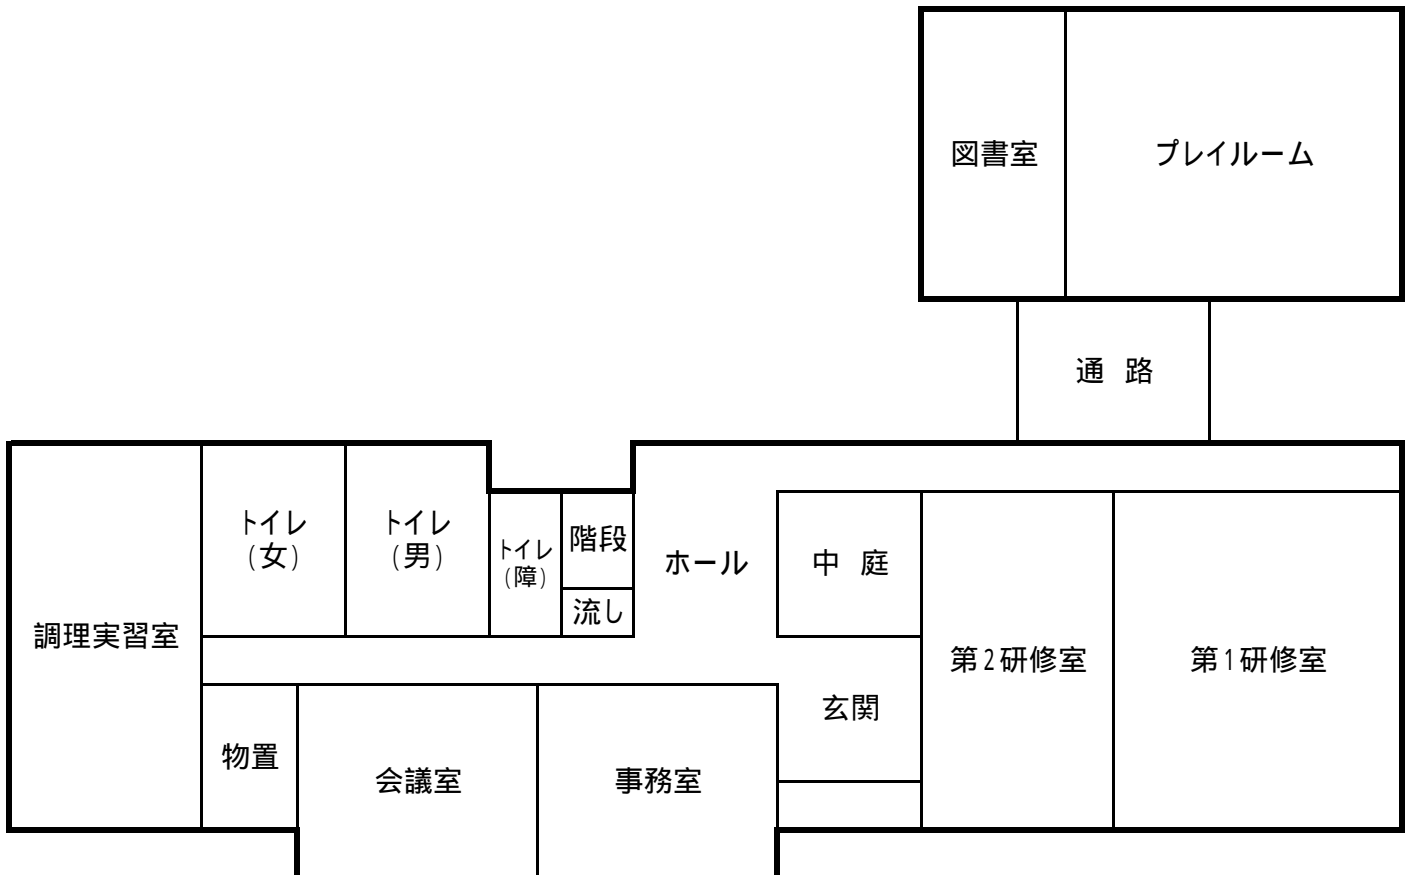 図書室
プレイルーム
通 路
トイレ
(女)
トイレ
(男)
トイレ
(障)
階段
流し
ホール
中 庭
調理実習室
第2研修室
第1研修室
玄関
物置
会議室
事務室